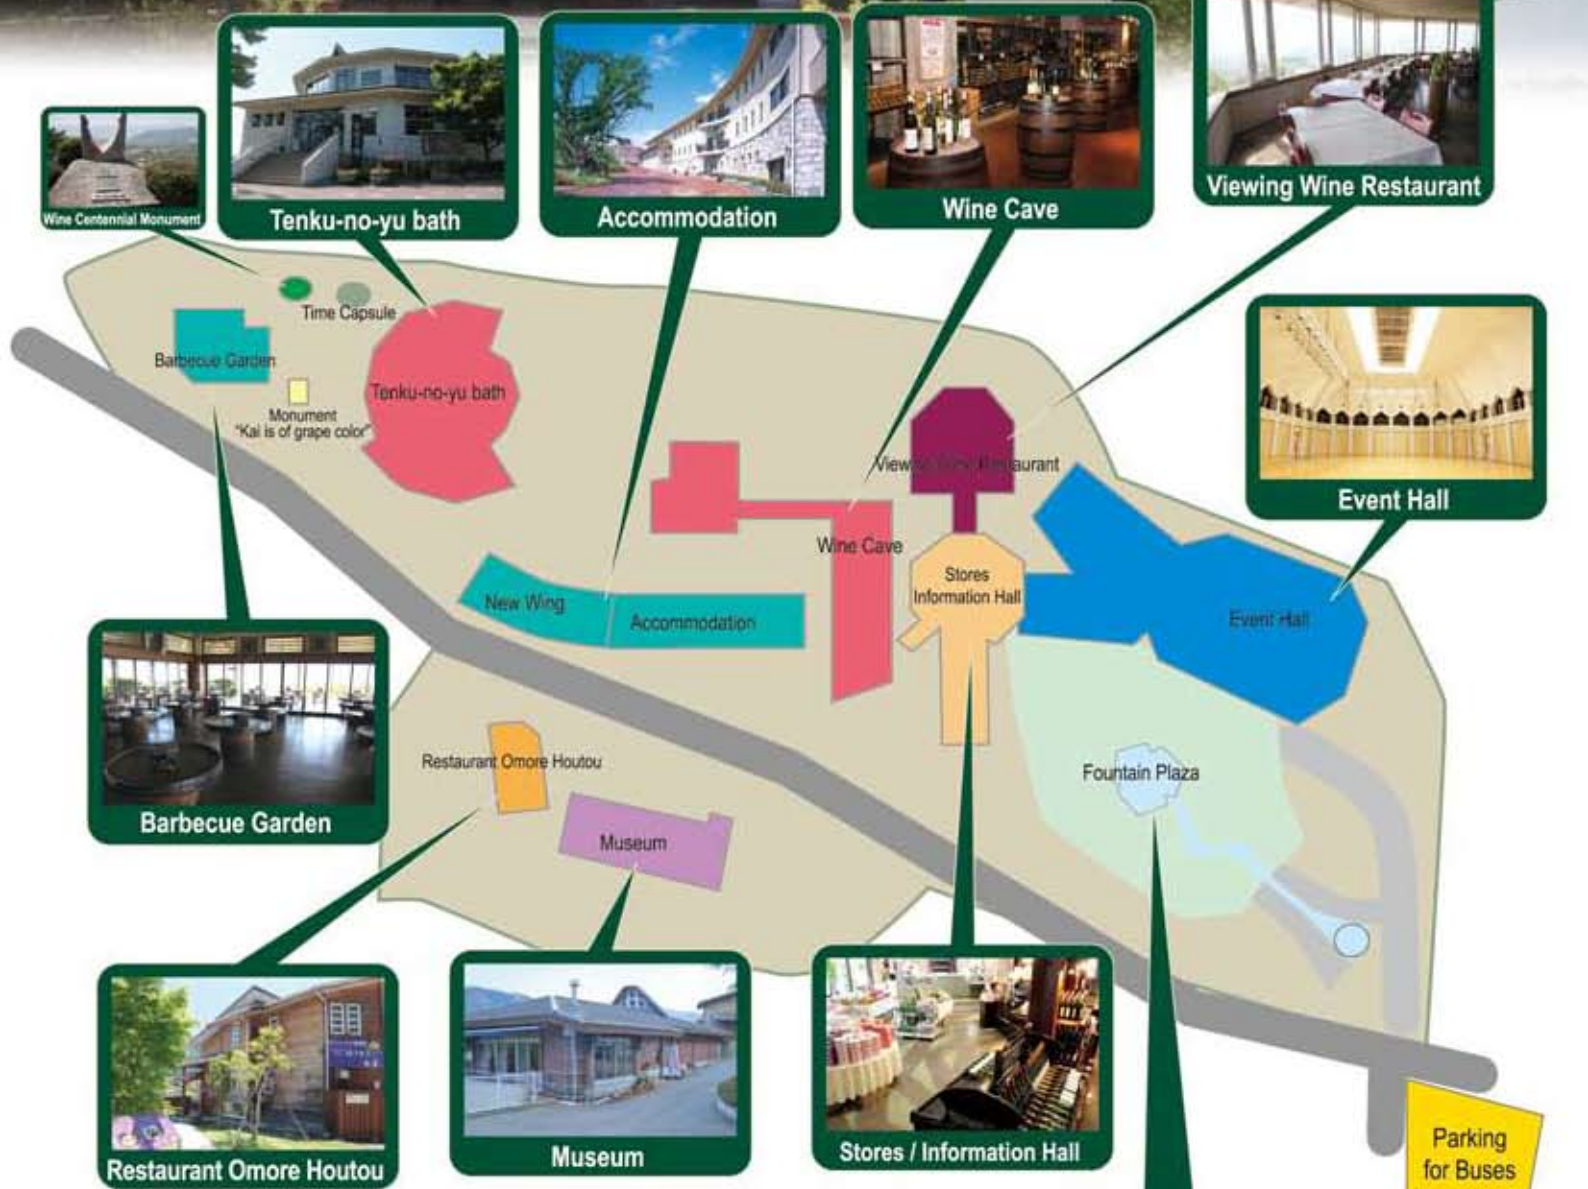 Viewing Wine Restaurant
Wine Cave
Accommodation
Tenku-no-yu bath
Wine Centennial Monument
Time Capsule
Barbecue Garden
Tenku-no-yu bath
Monument
"Kai is of grape color"
Viewing Wine Restaurant
Event Hall
Wine Cave
Stores
Information Hall
New Wing
Accommodation
Event Hall
Restaurant Omore Houtou
Fountain Plaza
Barbecue Garden
Museum
Restaurant Omore Houtou
Museum
Stores / Information Hall
Parking
for Buses